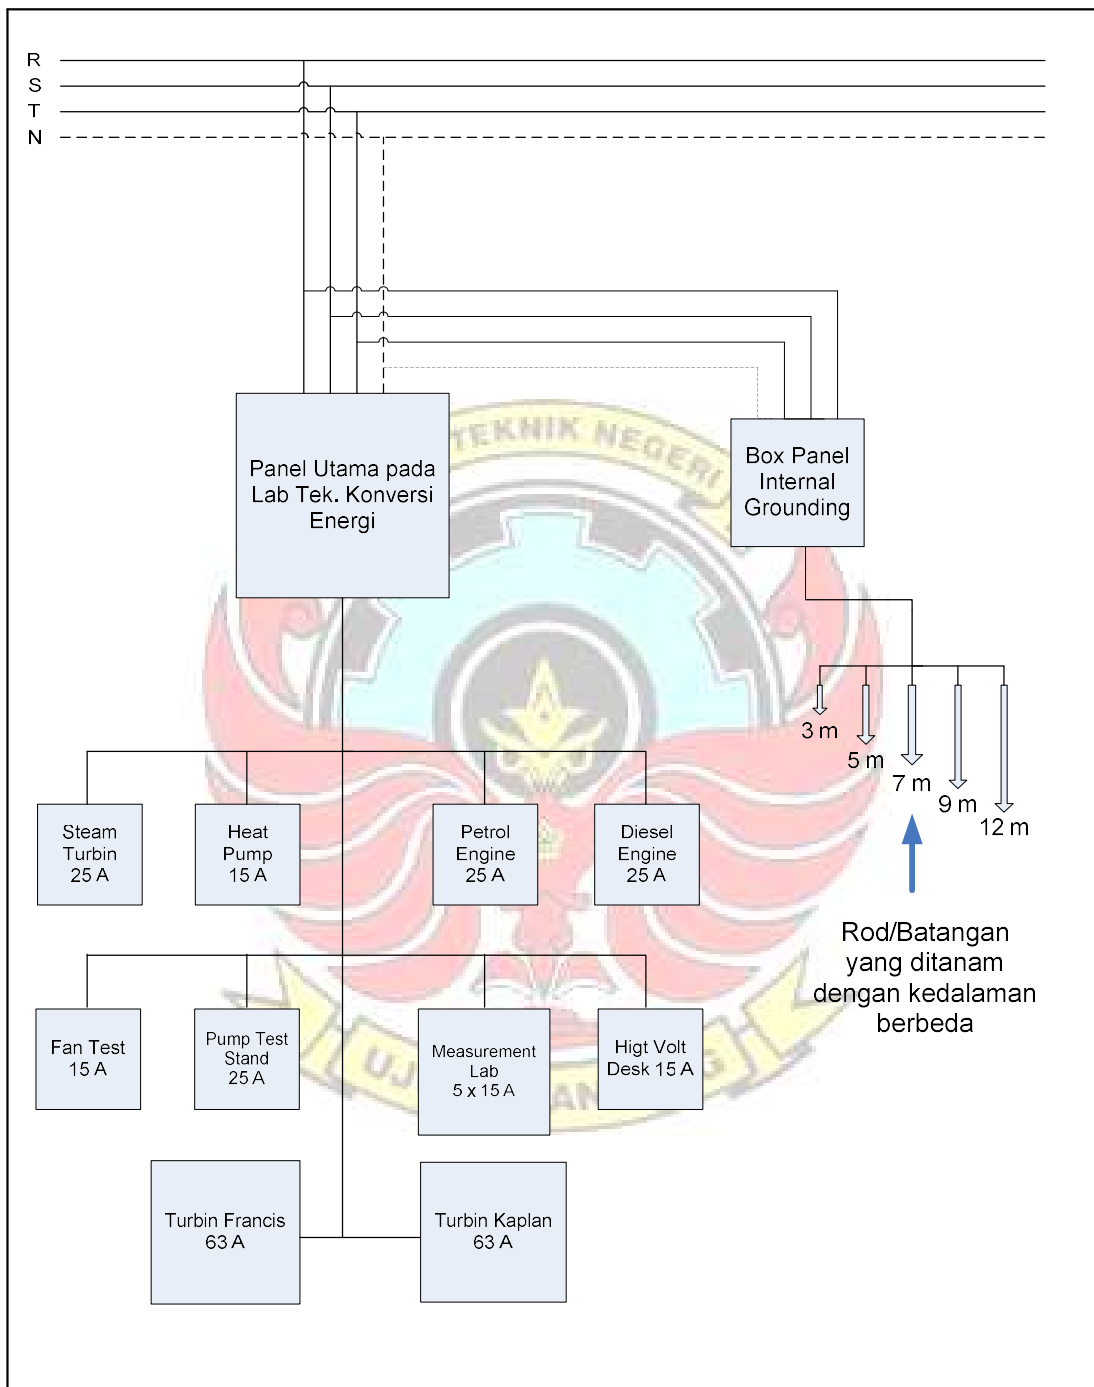 R
S
T
N
Panel Utama pada
Lab Tek. Konversi
Energi
TEKNIK NEGERI
Box Panel
Internal
Grounding
3 m
5 m
7 m
9 m
12 m
Rod/Batangan
yang ditanam
dengan kedalaman
berbeda
Steam
Turbin
25 A
Heat
Pump
15 A
Petrol
Engine
25 A
Diesel
Engine
25 A
Fan Test
15 A
Pump Test
Stand
25 A
Measurement
Lab
5 x 15 A
Higt Volt
Desk 15 A
Turbin Francis
63 A
Turbin Kaplan
63 A